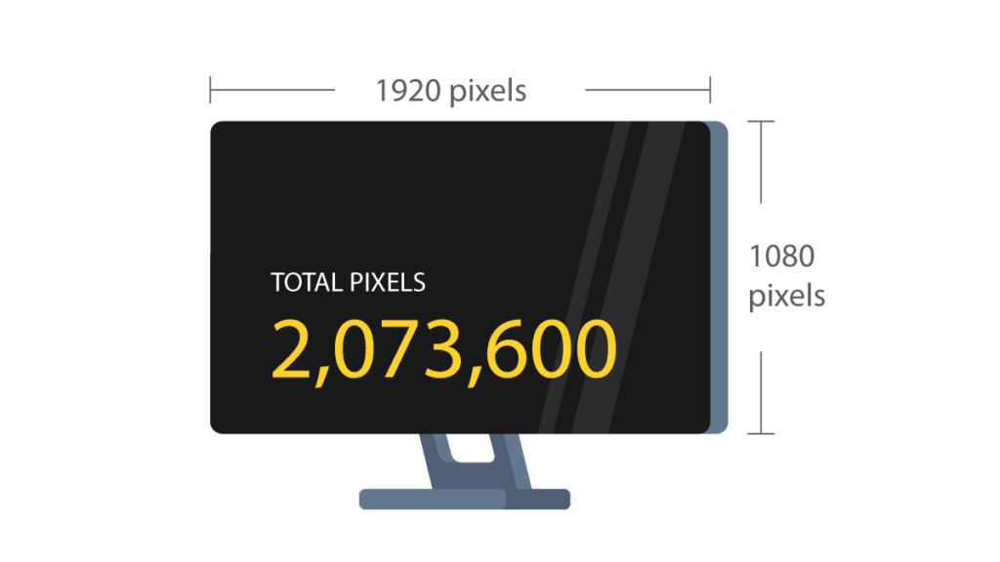 1920 pixels
1080
pixels
TOTAL PIXELS
2,073,600